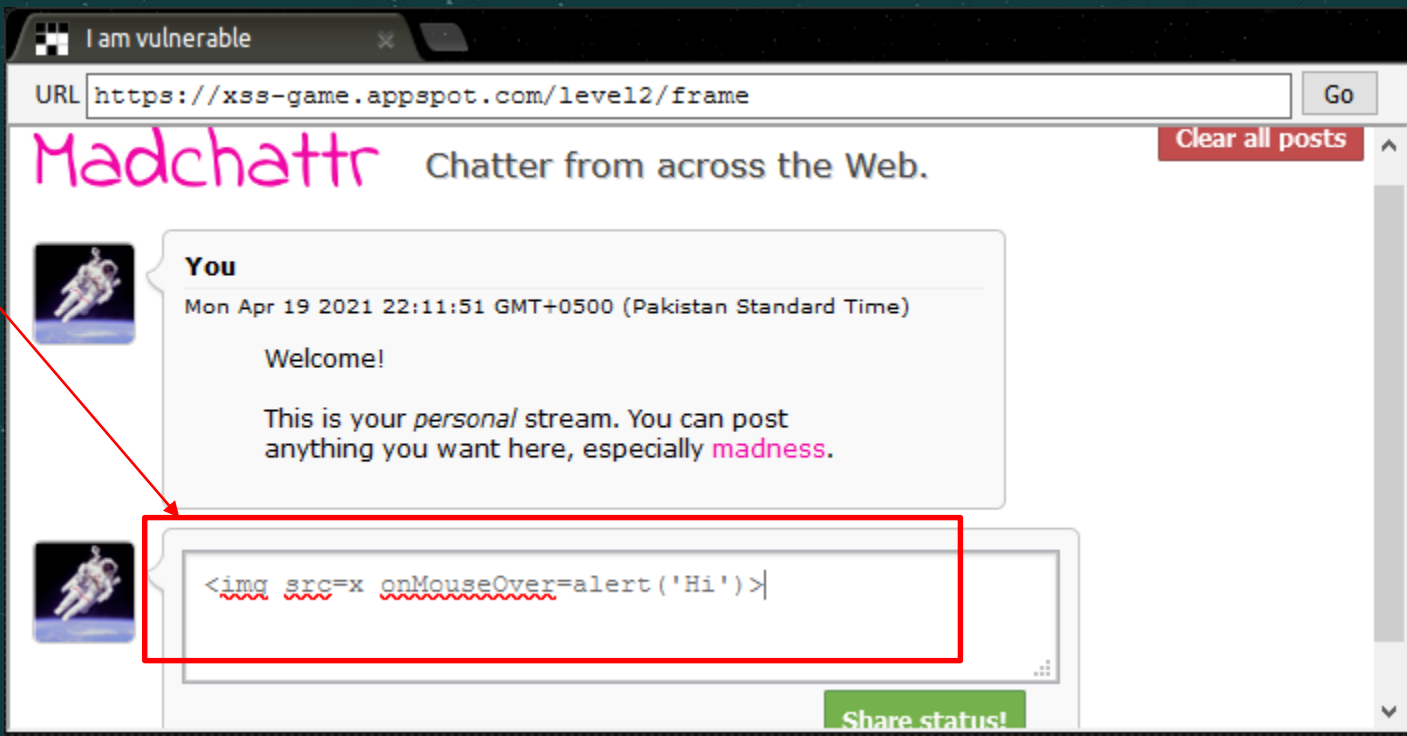 I am vulnerable
URL https://xss-game.appspot.com/level2/frame Go
Madchattr Chatter from across the Web. Clear all posts
You
Mon Apr 19 2021 22:11:51 GMT+0500 (Pakistan Standard Time)
Welcome!
This is your personal stream. You can post
anything you want here, especially madness.
<img src=x onMouseOver=alert('Hi')>
Share status!